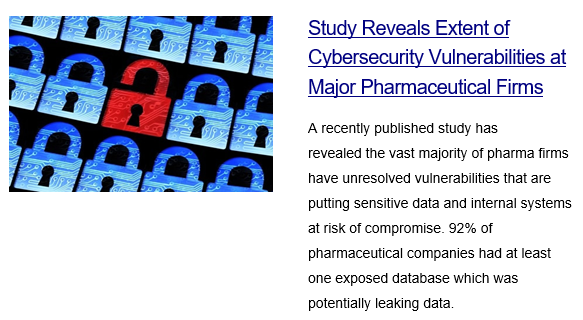 Study Reveals Extent of
Cybersecurity Vulnerabilities at
Major Pharmaceutical Firms
A recently published study has
revealed the vast majority of pharma firms
have unresolved vulnerabilities that are
putting sensitive data and internal systems
at risk of compromise. 92% of
pharmaceutical companies had at least
one exposed database which was
potentially leaking data.